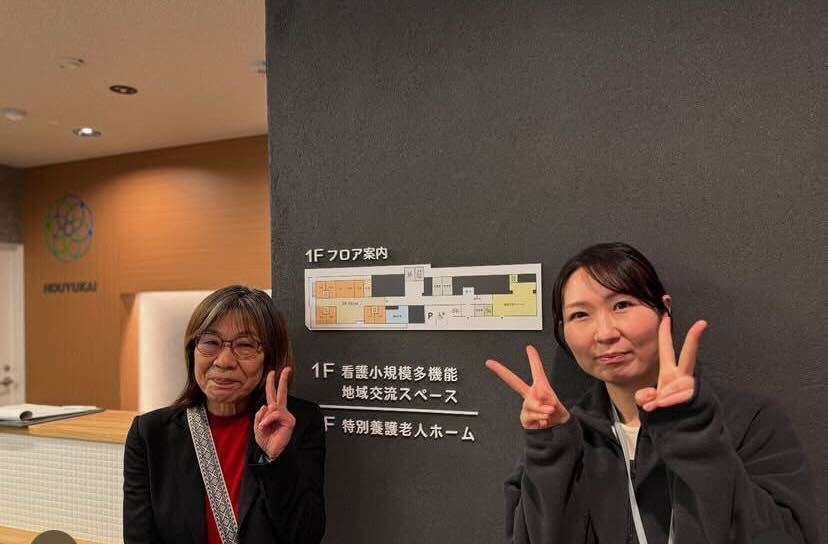 HOUYUKAI
1F フロア案内
P
1F 看護小規模多機能
地域交流スペース
F 特別養護老人ホーム